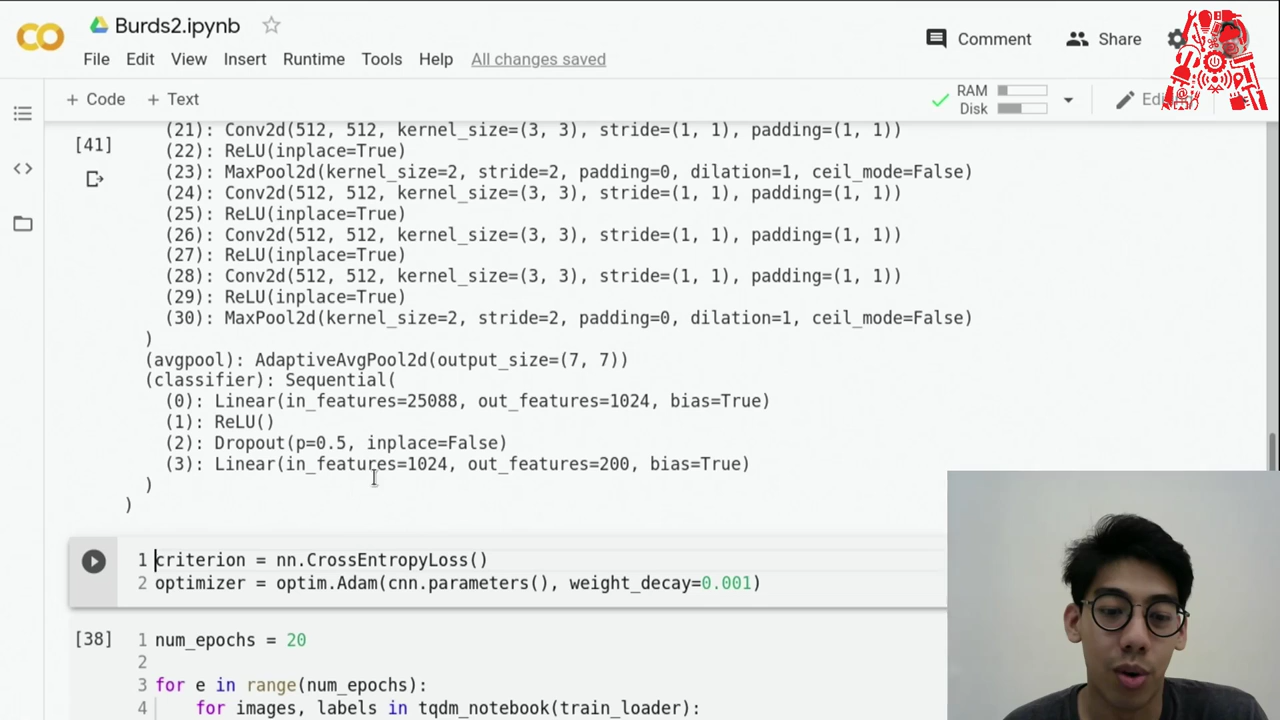 Burds2.ipynb
File Edit View Insert Runtime Tools Help All changes saved
Comment Share
+ Code + Text
RAM
Disk
[41]
(21): Conv2d(512, 512, kernel_size=(3, 3), stride=(1, 1), padding=(1, 1))
(22): ReLU(inplace=True)
(23): MaxPool2d(kernel_size=2, stride=2, padding=0, dilation=1, ceil_mode=False)
(24): Conv2d(512, 512, kernel_size=(3, 3), stride=(1, 1), padding=(1, 1))
(25): ReLU(inplace=True)
(26): Conv2d(512, 512, kernel_size=(3, 3), stride=(1, 1), padding=(1, 1))
(27): ReLU(inplace=True)
(28): Conv2d(512, 512, kernel_size=(3, 3), stride=(1, 1), padding=(1, 1))
(29): ReLU(inplace=True)
(30): MaxPool2d(kernel_size=2, stride=2, padding=0, dilation=1, ceil_mode=False)
)
(avgpool): AdaptiveAvgPool2d(output_size=(7, 7))
(classifier): Sequential(
(0): Linear(in_features=25088, out_features=1024, bias=True)
(1): ReLU()
(2): Dropout(p=0.5, inplace=False)
(3): Linear(in_features=1024, out_features=200, bias=True)
)
)
1 criterion = nn.CrossEntropyLoss()
2 optimizer = optim.Adam(cnn.parameters(), weight_decay=0.001)
[38] 1 num_epochs = 20
2
3 for e in range(num_epochs):
4 for images, labels in tqdm_notebook(train_loader):